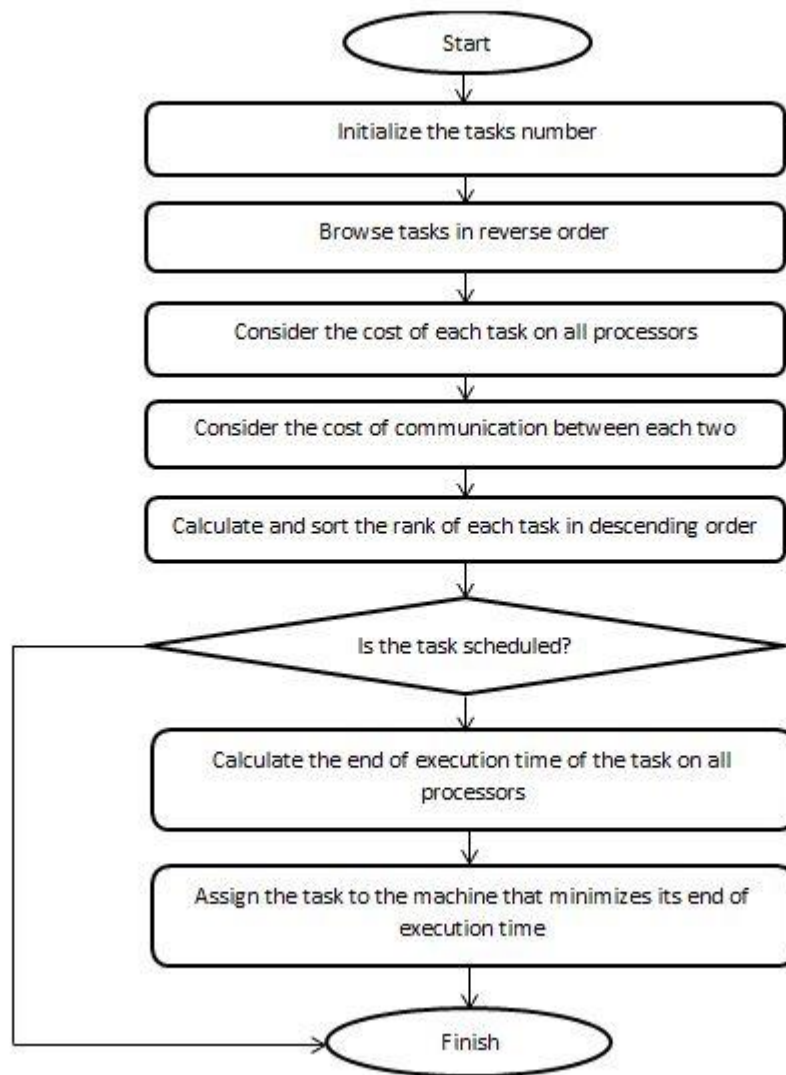 Start
Initialize the tasks number
Browse tasks in reverse order
Consider the cost of each task on all processors
Consider the cost of communication between each two
Calculate and sort the rank of each task in descending order
Is the task scheduled?
Calculate the end of execution time of the task on all
processors
Assign the task to the machine that minimizes its end of
execution time
Finish